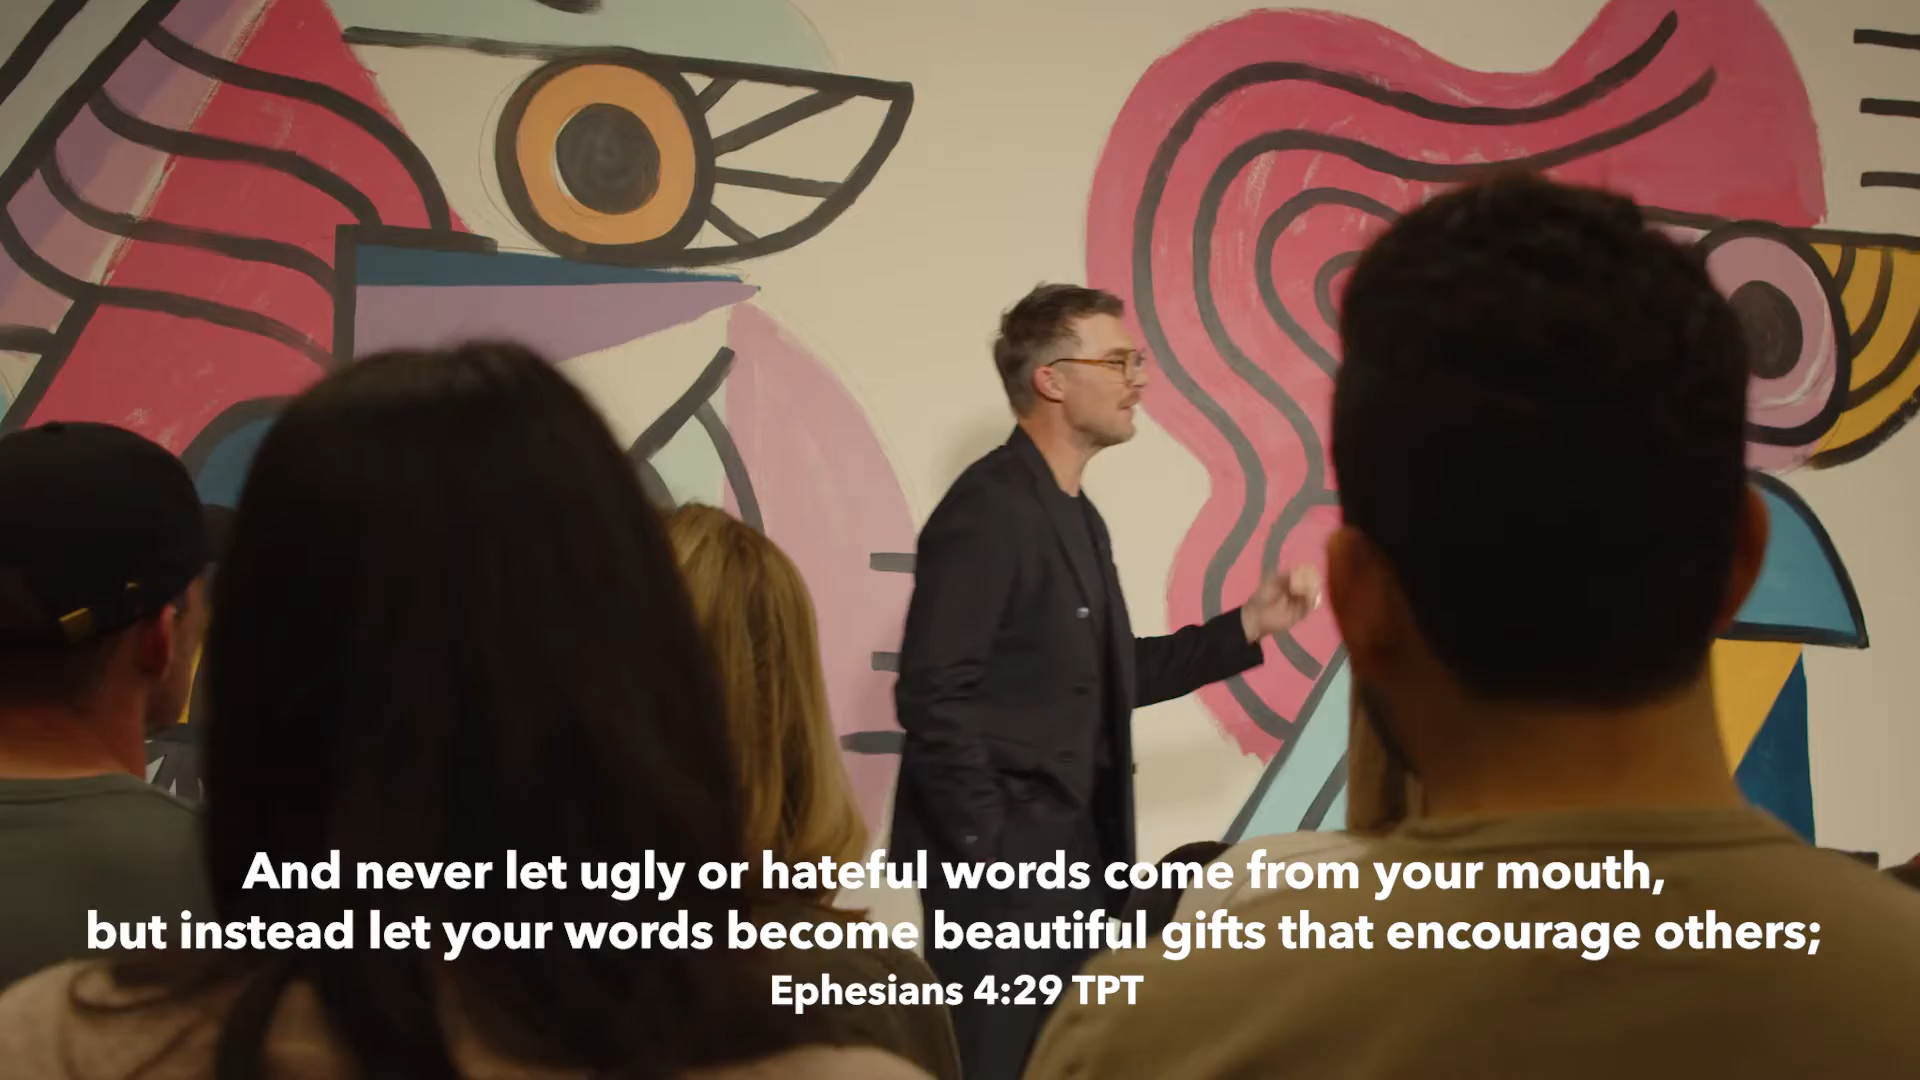 And never let ugly or hateful words come from your mouth,
but instead let your words become beautiful gifts that encourage others;
Ephesians 4:29 TPT